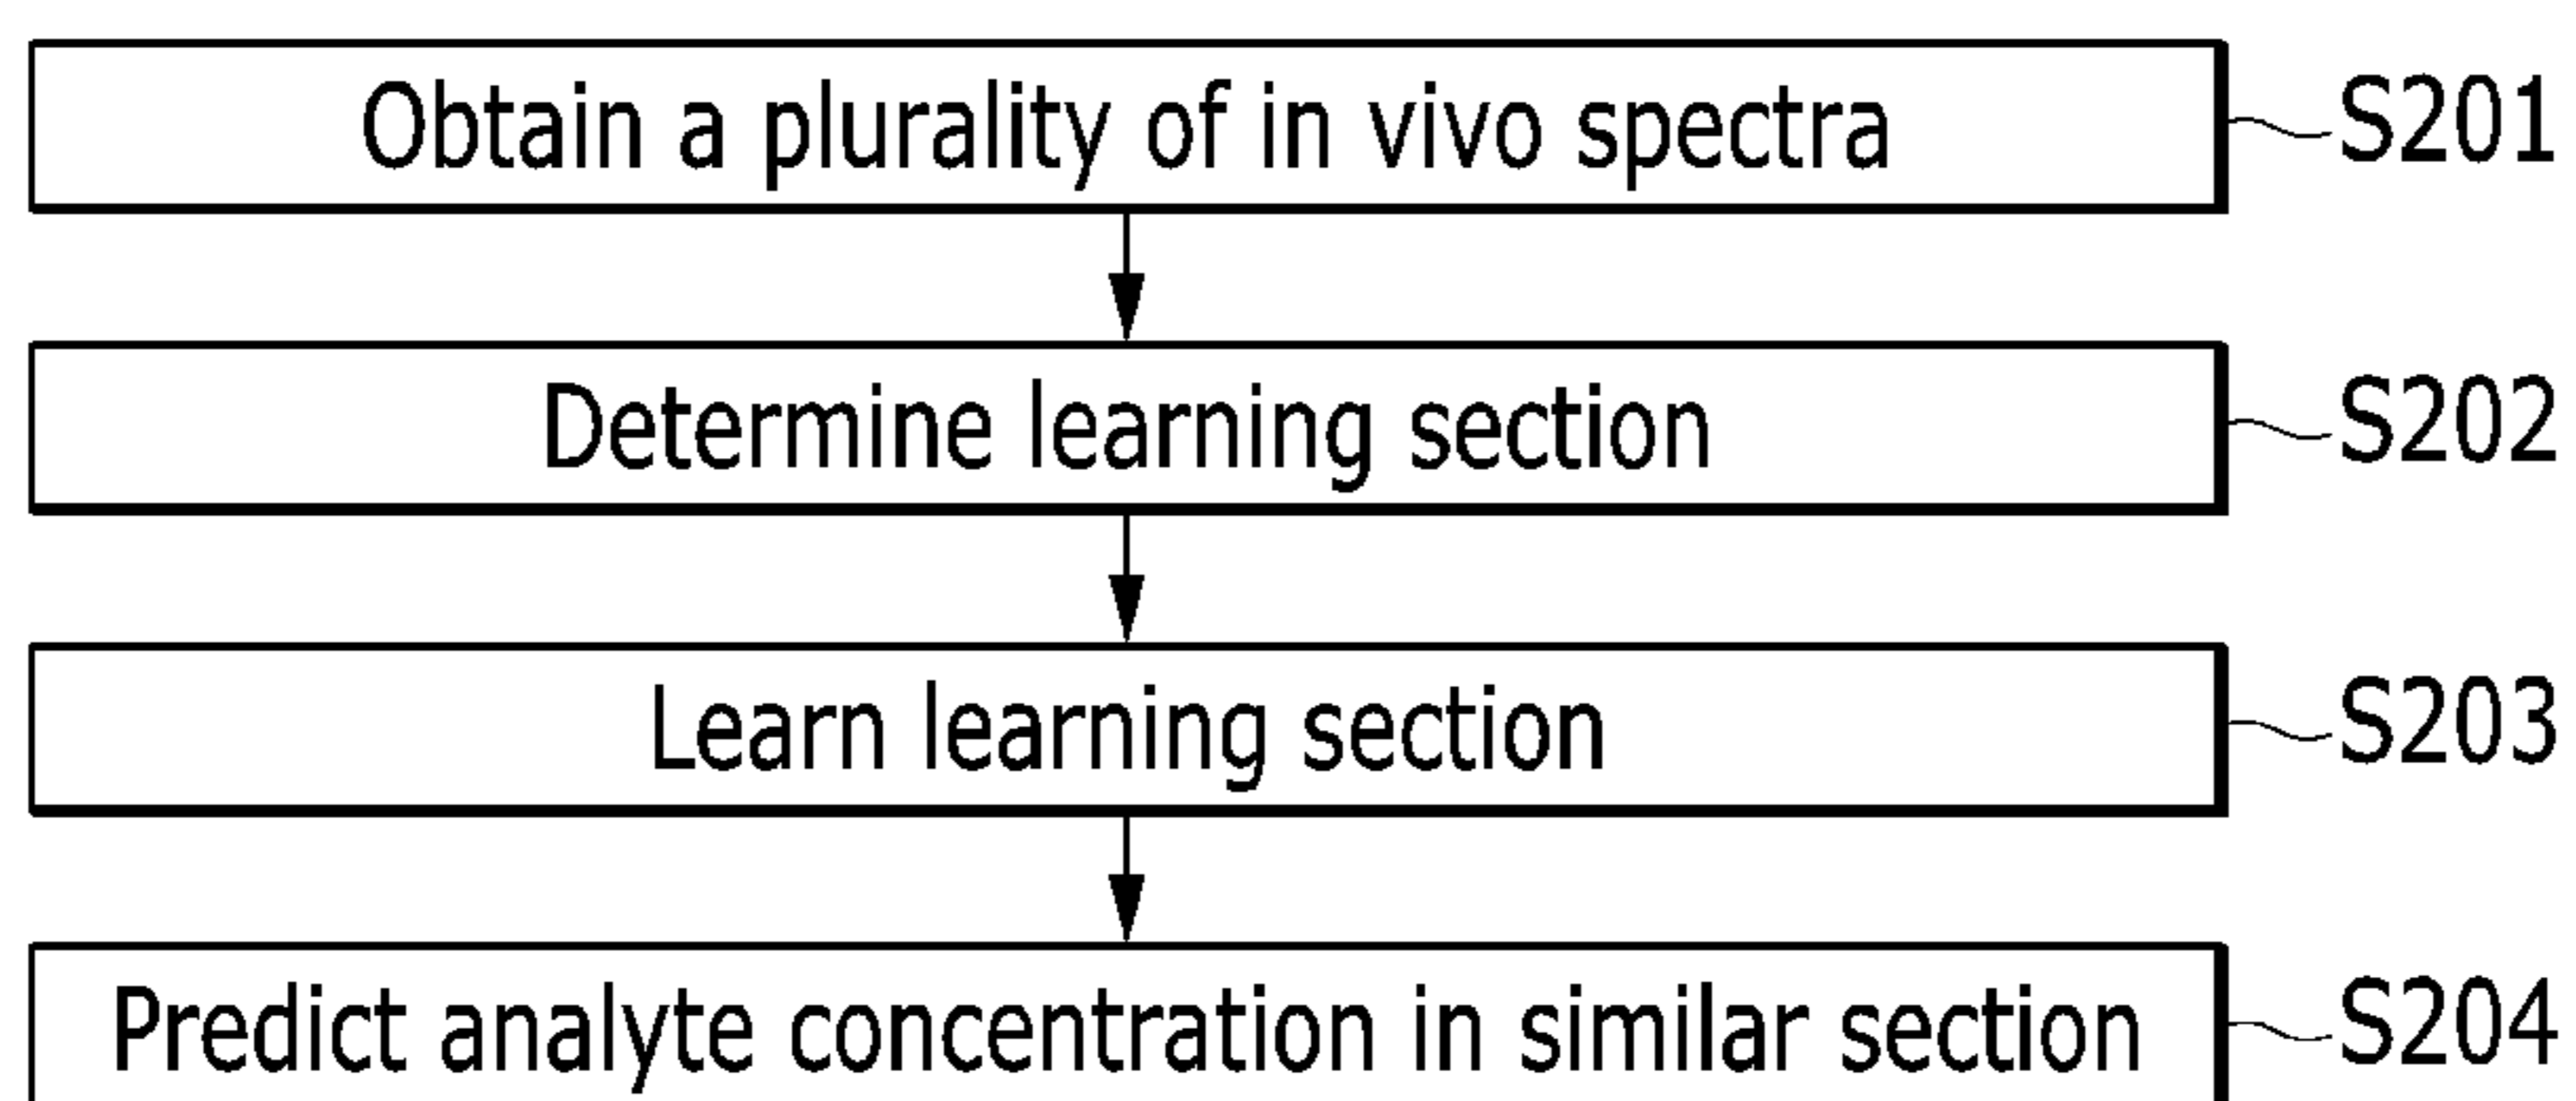 Obtain a plurality of in vivo spectra S201
Determine learning section S202
Learn learning section S203
Predict analyte concentration in similar section S204